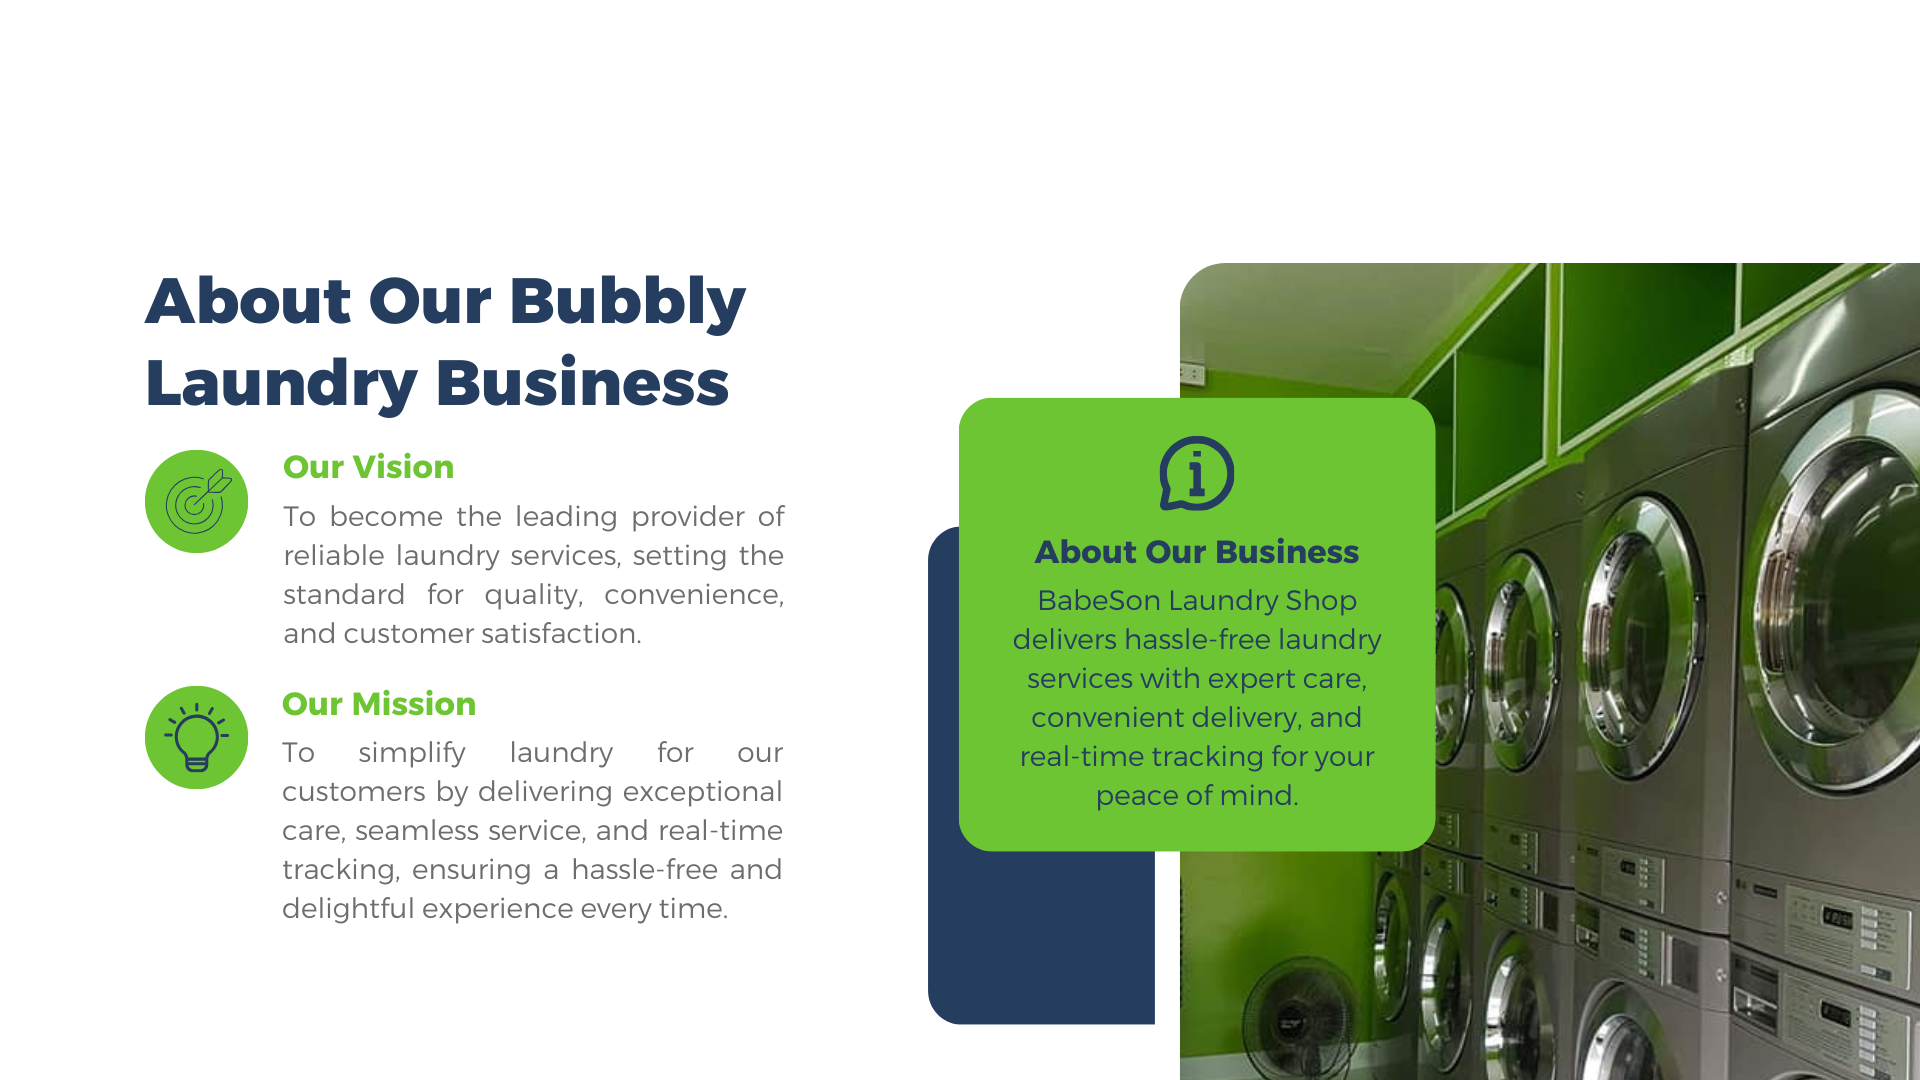 About Our Bubbly
Laundry Business
Our Vision
To become the leading provider of
reliable laundry services, setting the
standard for quality, convenience,
and customer satisfaction.
Our Mission
To simplify laundry for our
customers by delivering exceptional
care, seamless service, and real-time
tracking, ensuring a hassle-free and
delightful experience every time.
About Our Business
BabeSon Laundry Shop
delivers hassle-free laundry
services with expert care,
convenient delivery, and
real-time tracking for your
peace of mind.